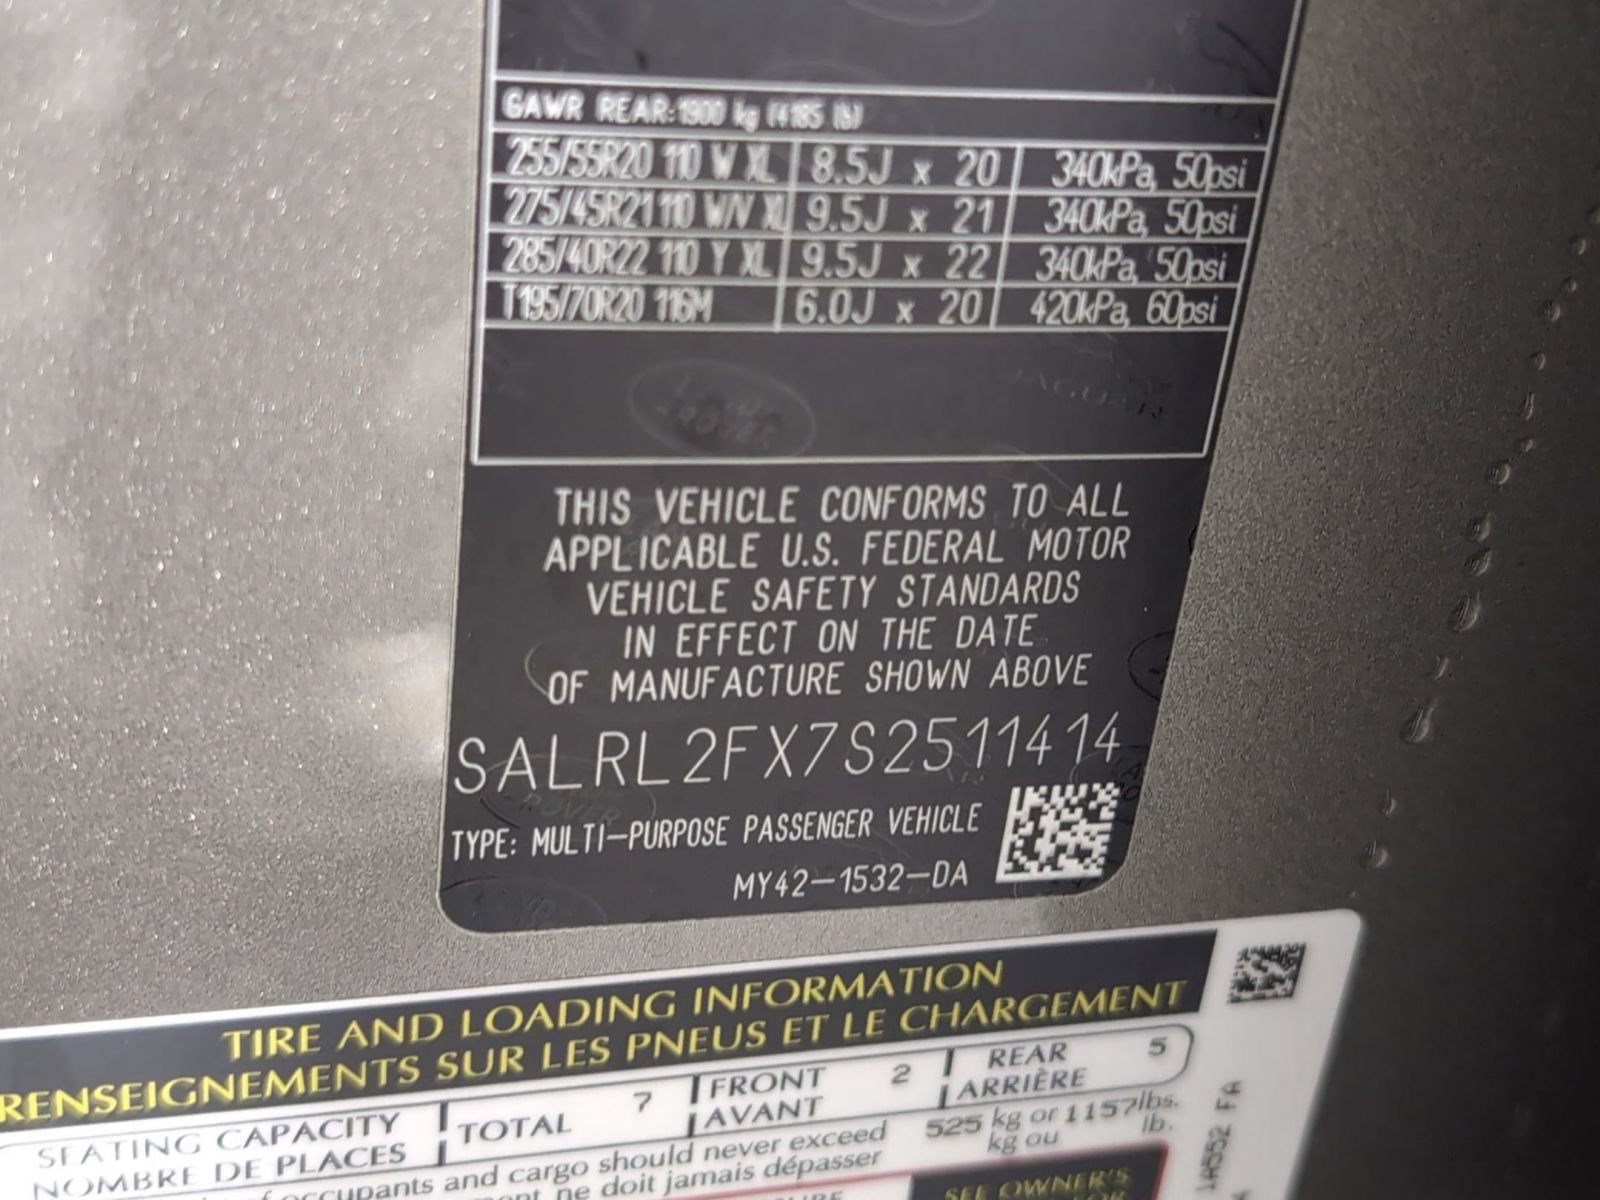 GAWR REAR:1900 kg (4185 lb)
255/55R20 110 W XL 8.5J x 20 340kPa, 50psi
275/45R21 110 W/V XL 9.5J x 21 340kPa, 50psi
285/40R22 110 Y XL 9.5J x 22 340kPa, 50psi
T195/70R20 116M 6.0J x 20 420kPa, 60psi
THIS VEHICLE CONFORMS TO ALL
APPLICABLE U.S. FEDERAL MOTOR
VEHICLE SAFETY STANDARDS
IN EFFECT ON THE DATE
OF MANUFACTURE SHOWN ABOVE
SALRL2FX7S2511414
TYPE: MULTI-PURPOSE PASSENGER VEHICLE
MY42-1532-DA
TIRE AND LOADING INFORMATION
RENSEIGNEMENTS SUR LES PNEUS ET LE CHARGEMENT
SEATING CAPACITY
NOMBRE DE PLACES
TOTAL 7
FRONT 2
AVANT
REAR 5
ARRIÈRE
occupants and cargo should never exceed 525 kg or 1157 lbs.
ne doit jamais dépasser kg ou lb.
SEE OWNER'S
1A552 FA